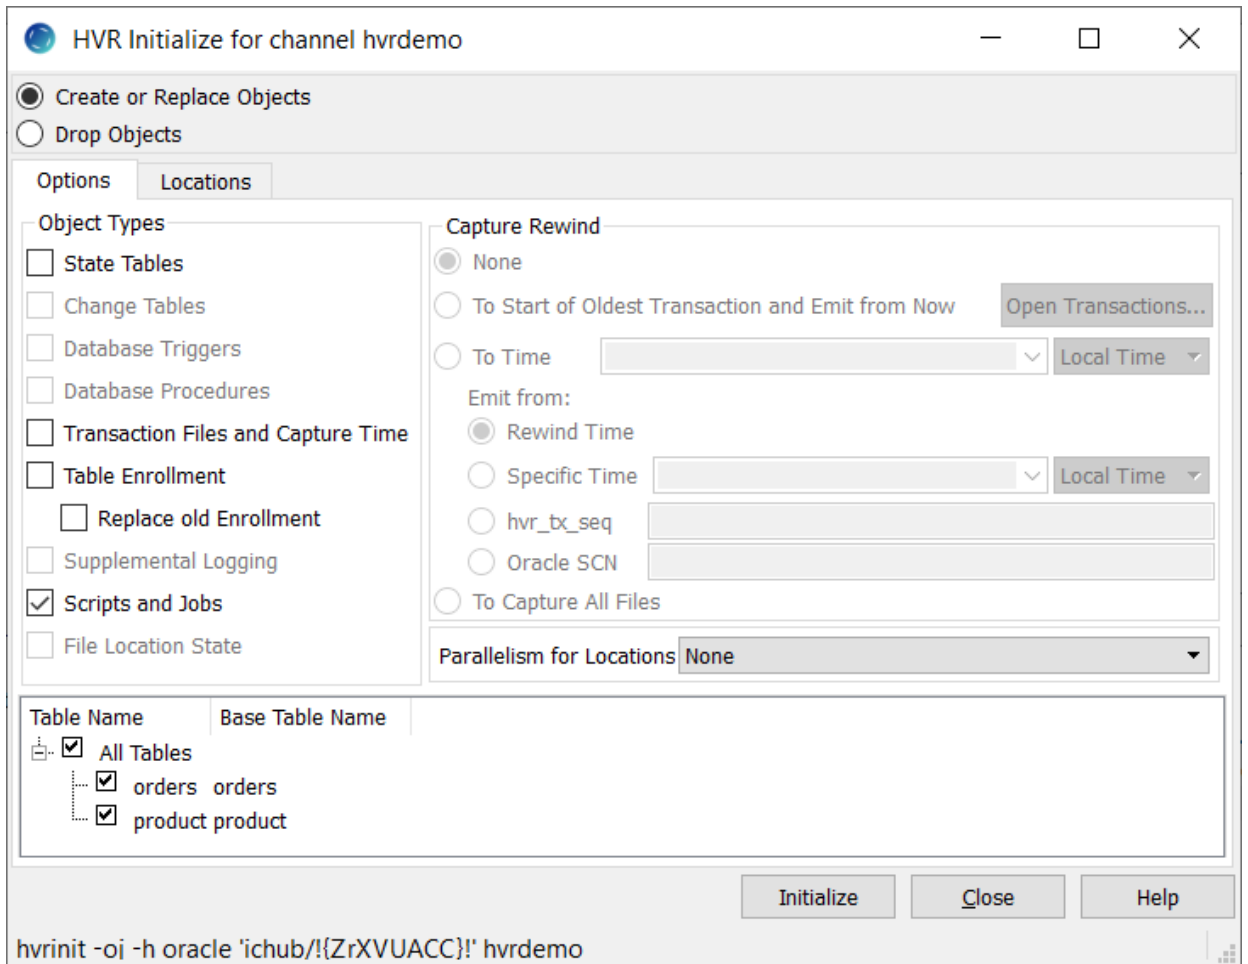 HVR Initialize for channel hvrdemo
Create or Replace Objects
Drop Objects
Options Locations
Object Types
State Tables
Change Tables
Database Triggers
Database Procedures
Transaction Files and Capture Time
Table Enrollment
Replace old Enrollment
Supplemental Logging
Scripts and Jobs
File Location State
Capture Rewind
None
To Start of Oldest Transaction and Emit from Now Open Transactions...
To Time Local Time
Emit from:
Rewind Time
Specific Time Local Time
hvr_tx_seq
Oracle SCN
To Capture All Files
Parallelism for Locations None
Table Name Base Table Name
All Tables
orders orders
product product
Initialize Close Help
hvrinit -oj -h oracle 'ichub/!{ZrXVUACC}!' hvrdemo